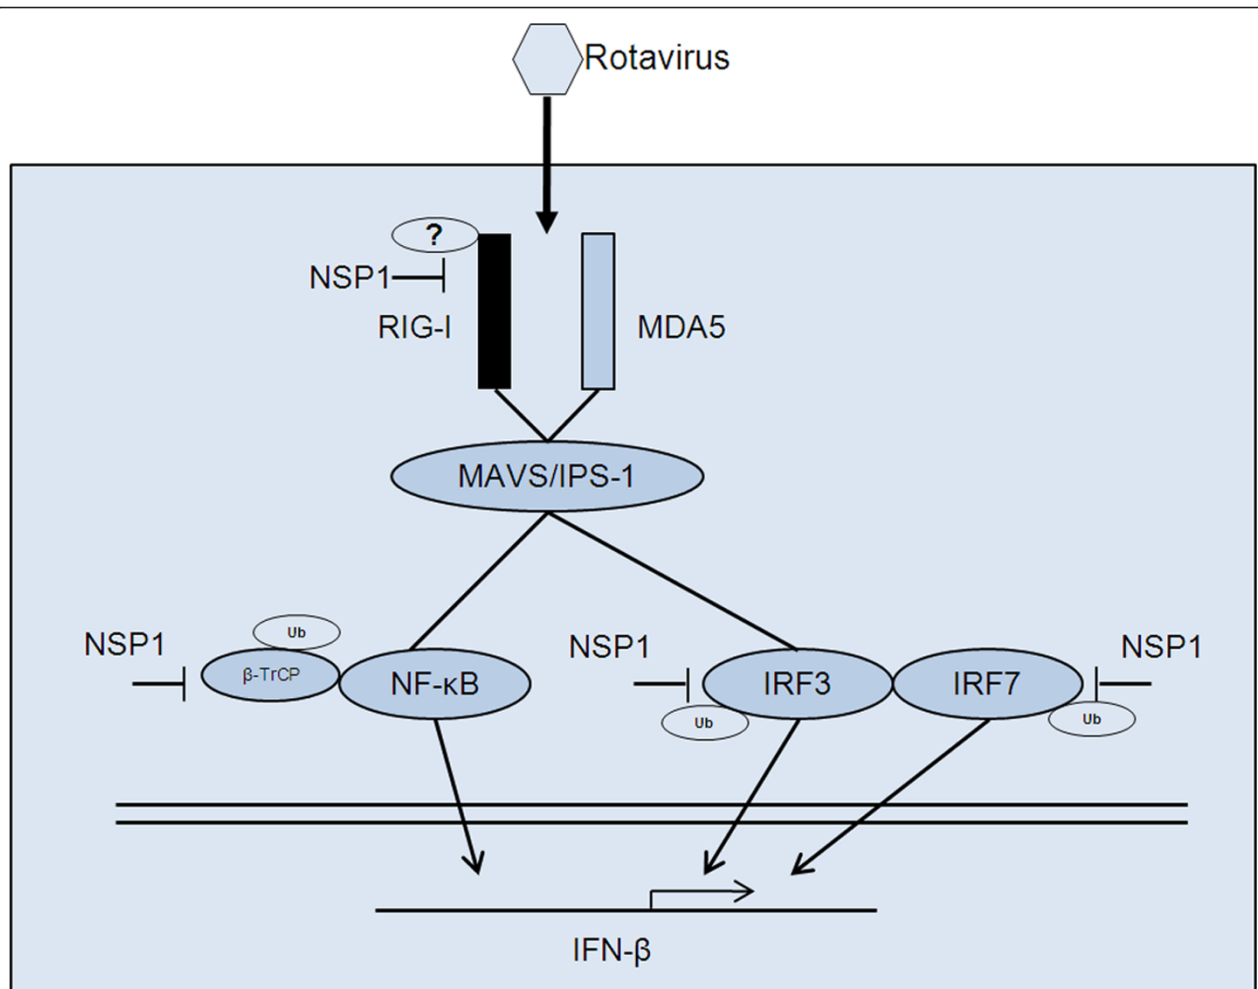 Rotavirus
?
NSP1
RIG-I
MDA5
MAVS/IPS-1
NSP1
Ub
β-TrCP
NF-κB
NSP1
Ub
IRF3
IRF7
NSP1
Ub
IFN-β